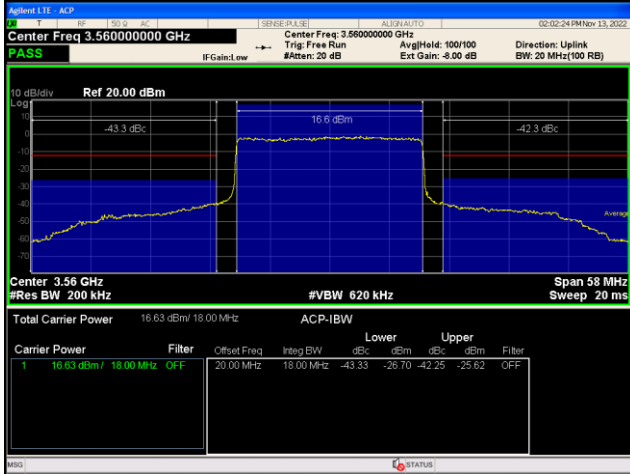 Agilent LTE - ACP
T RF 50 Ω AC SENSE:PULSE ALIGN AUTO 02:02:24 PM Nov 13, 2022
Center Freq 3.560000000 GHz
Center Freq: 3.560000000 GHz
Trig: Free Run Avg|Hold: 100/100 Direction: Uplink
PASS
IFGain:Low #Atten: 20 dB Ext Gain: -8.00 dB BW: 20 MHz(100 RB)
10 dB/div Ref 20.00 dBm
Log
10
0
-10
-20
-30
-40
-50
-60
-70
-43.3 dBc 16.6 dBm -42.3 dBc
Average
Center 3.56 GHz Span 58 MHz
#Res BW 200 kHz #VBW 620 kHz Sweep 20 ms
Total Carrier Power 16.63 dBm/ 18.00 MHz ACP-IBW
Lower Upper
Carrier Power Filter Offset Freq Integ BW dBc dBm dBc dBm Filter
1 16.63 dBm / 18.00 MHz OFF 20.00 MHz 18.00 MHz -43.33 -26.70 -42.25 -25.62 OFF
MSG STATUS